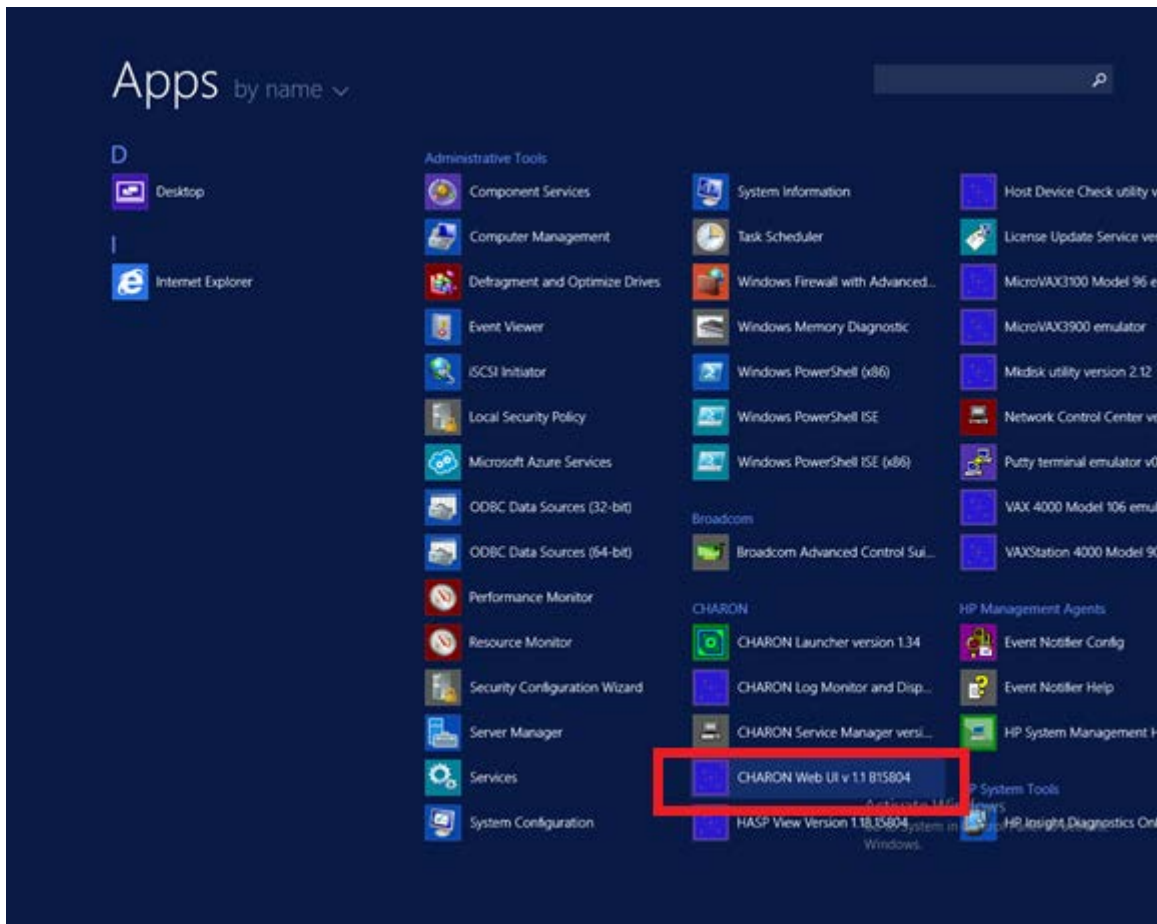 Apps by name
D
Desktop
I
Internet Explorer
Administrative Tools
Component Services
Computer Management
Defragment and Optimize Drives
Event Viewer
iSCSI Initiator
Local Security Policy
Microsoft Azure Services
ODBC Data Sources (32-bit)
ODBC Data Sources (64-bit)
Performance Monitor
Resource Monitor
Security Configuration Wizard
Server Manager
Services
System Configuration
System Information
Task Scheduler
Windows Firewall with Advanced...
Windows Memory Diagnostic
Windows PowerShell (x86)
Windows PowerShell ISE
Windows PowerShell ISE (x86)
Broadcom
Broadcom Advanced Control Sui...
CHARON
CHARON Launcher version 1.34
CHARON Log Monitor and Disp...
CHARON Service Manager versi...
CHARON Web UI v 1.1 B15804
HASP View Version 1.18.15804
Host Device Check utility v
License Update Service ver
MicroVAX3100 Model 96 e
MicroVAX3900 emulator
Mkdisk utility version 2.12
Network Control Center ve
Putty terminal emulator v0
VAX 4000 Model 106 emul
VAXStation 4000 Model 90
HP Management Agents
Event Notifier Config
Event Notifier Help
HP System Management H
P System Tools
HP Insight Diagnostics Onl
Activate Windows
System in
Windows.